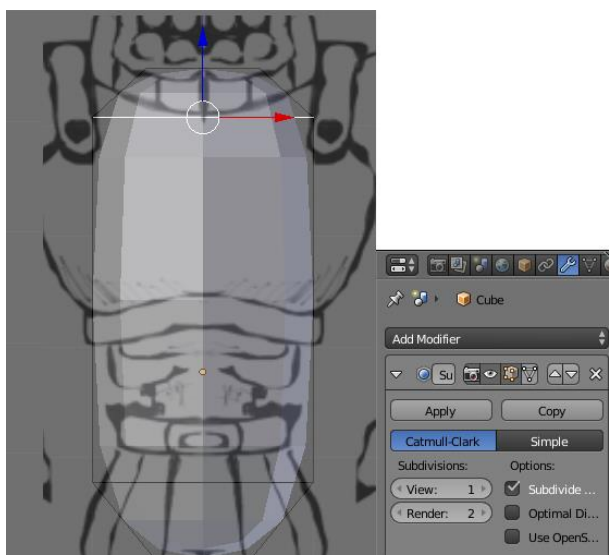 Cube
Add Modifier
Su
Apply Copy
Catmull-Clark Simple
Subdivisions: Options:
View: 1 Subdivide ...
Render: 2 Optimal Di...
Use OpenS...